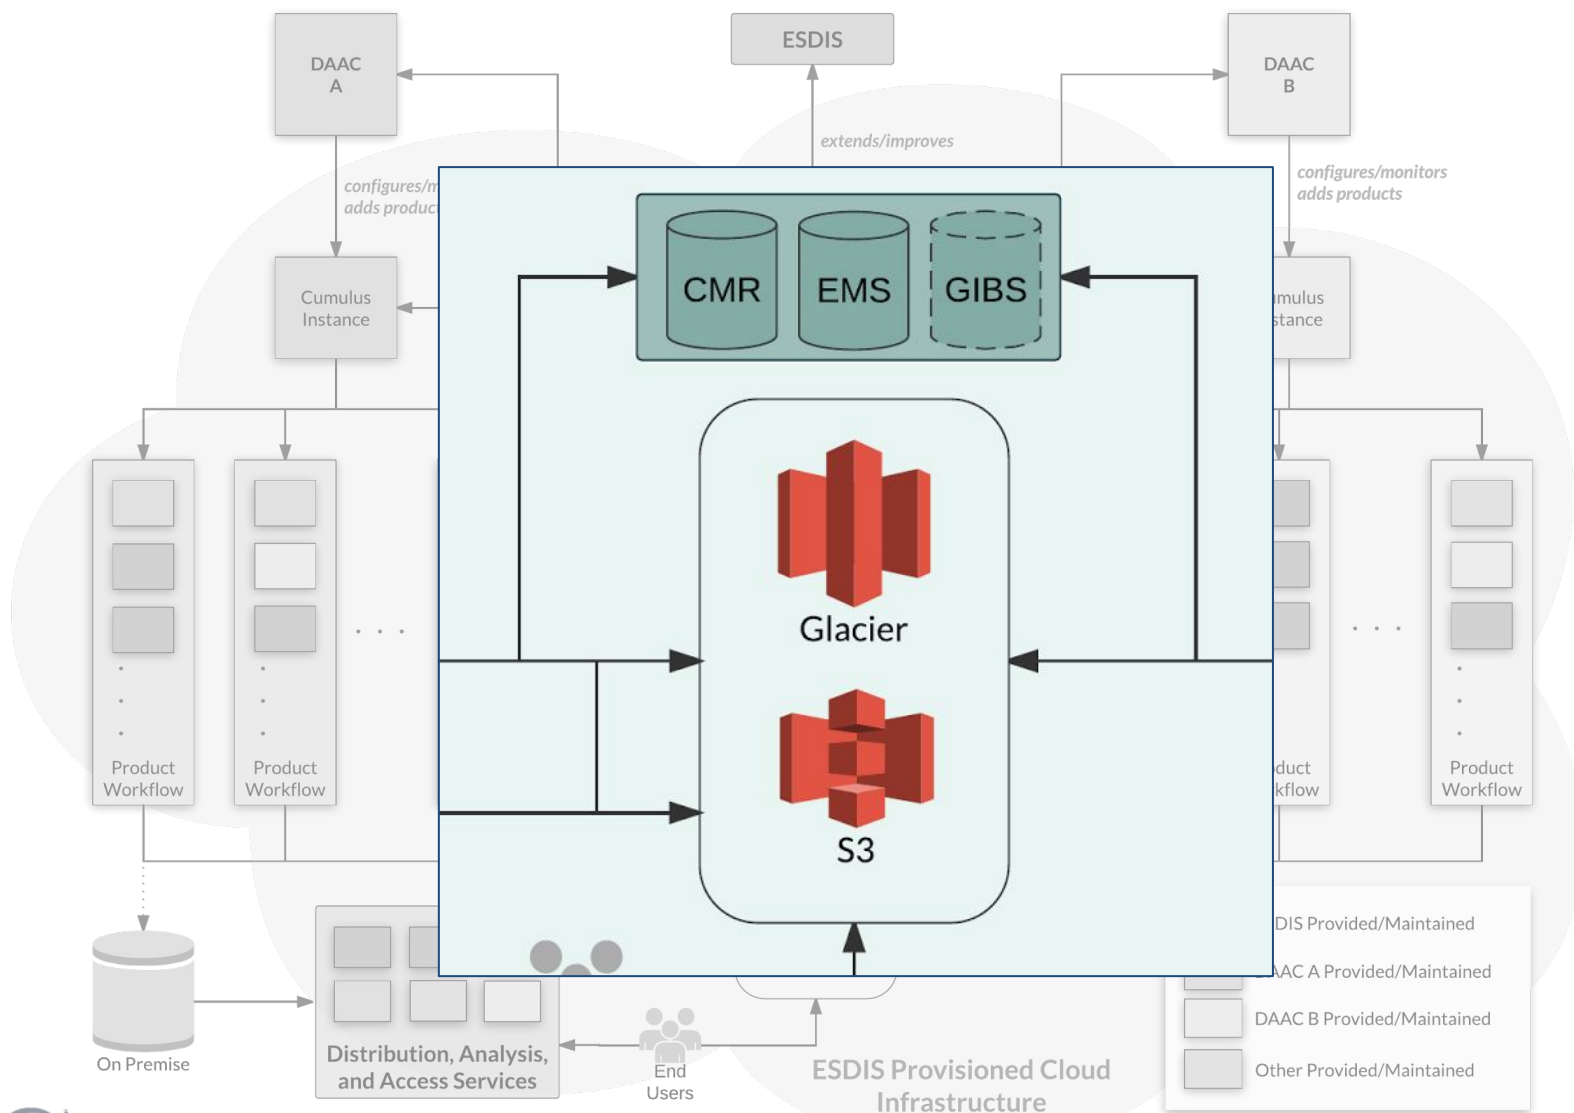 DAAC
A
ESDIS
DAAC
B
extends/improves
configures/m
adds produc
configures/monitors
adds products
CMR
EMS
GIBS
Cumulus
Instance
mulus
stance
Glacier
S3
Product
Workflow
Product
Workflow
duct
kflow
Product
Workflow
On Premise
Distribution, Analysis,
and Access Services
End
Users
ESDIS Provisioned Cloud
Infrastructure
DIS Provided/Maintained
AAC A Provided/Maintained
DAAC B Provided/Maintained
Other Provided/Maintained